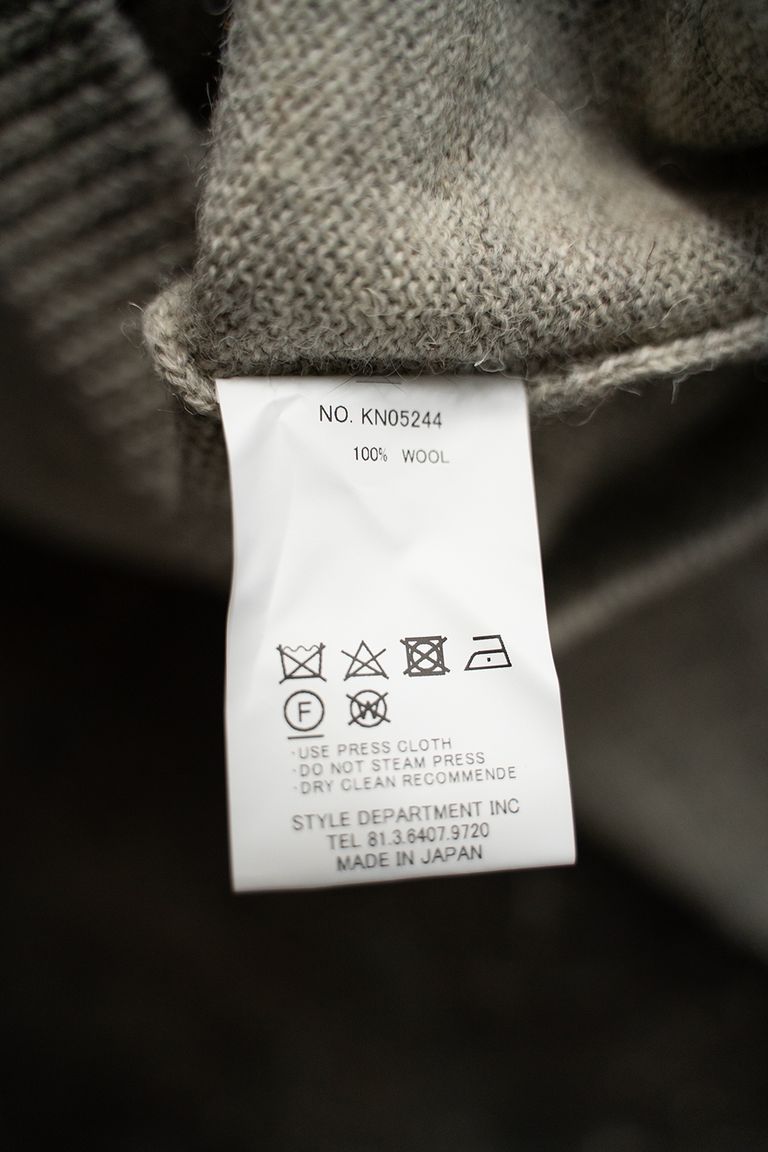 NO. KN05244
100% WOOL
F W
·USE PRESS CLOTH
·DO NOT STEAM PRESS
·DRY CLEAN RECOMMENDE
STYLE DEPARTMENT INC
TEL 81.3.6407.9720
MADE IN JAPAN